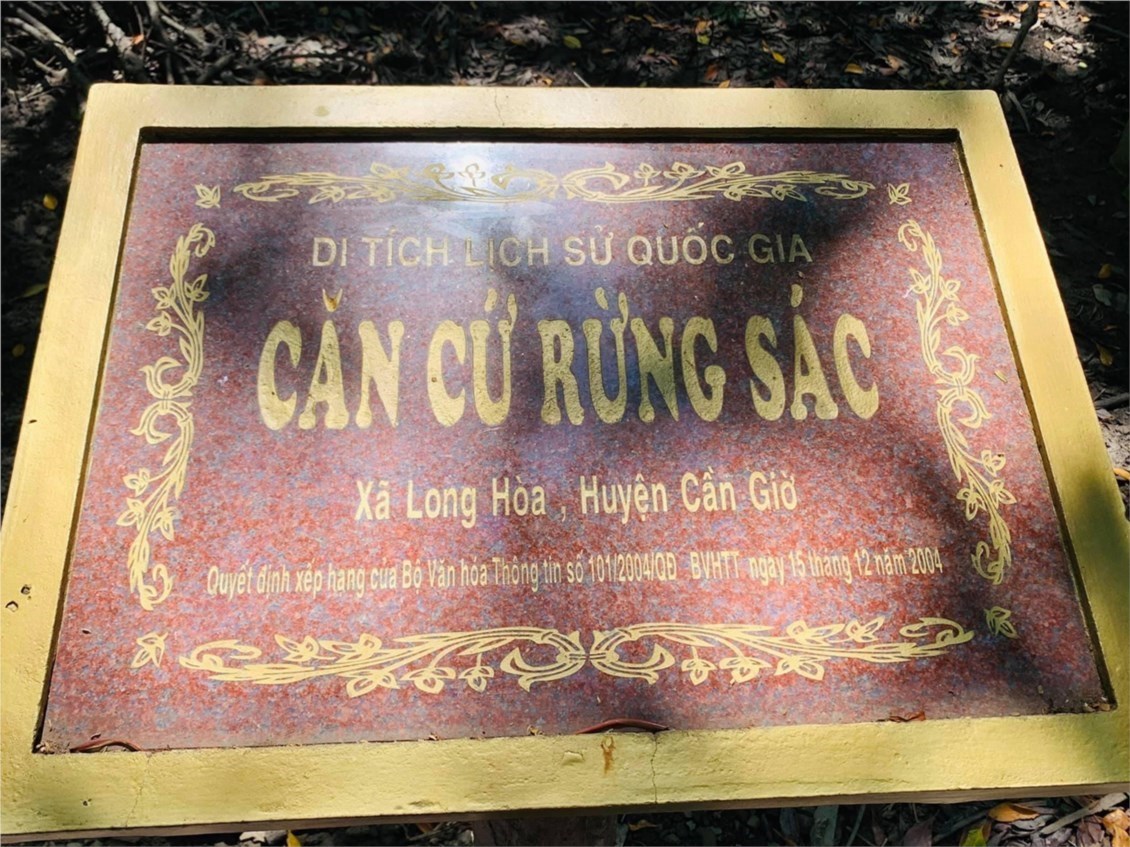 DI TÍCH LỊCH SỬ QUỐC GIA
CĂN CỨ RỪNG SÁC
Xã Long Hòa , Huyện Cần Giờ
Quyết định xếp hạng của Bộ Văn hóa Thông tin số 101/2004/QĐ BVHTT ngày 15 tháng 12 năm 2004